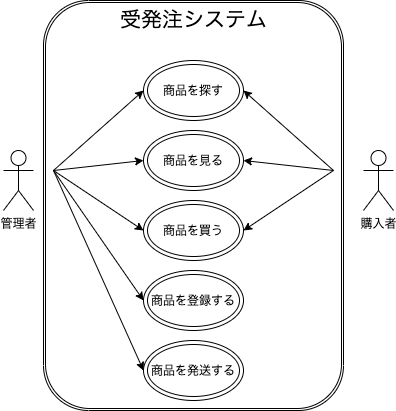 受発注システム
商品を探す
商品を見る
管理者
購入者
商品を買う
商品を登録する
商品を発送する